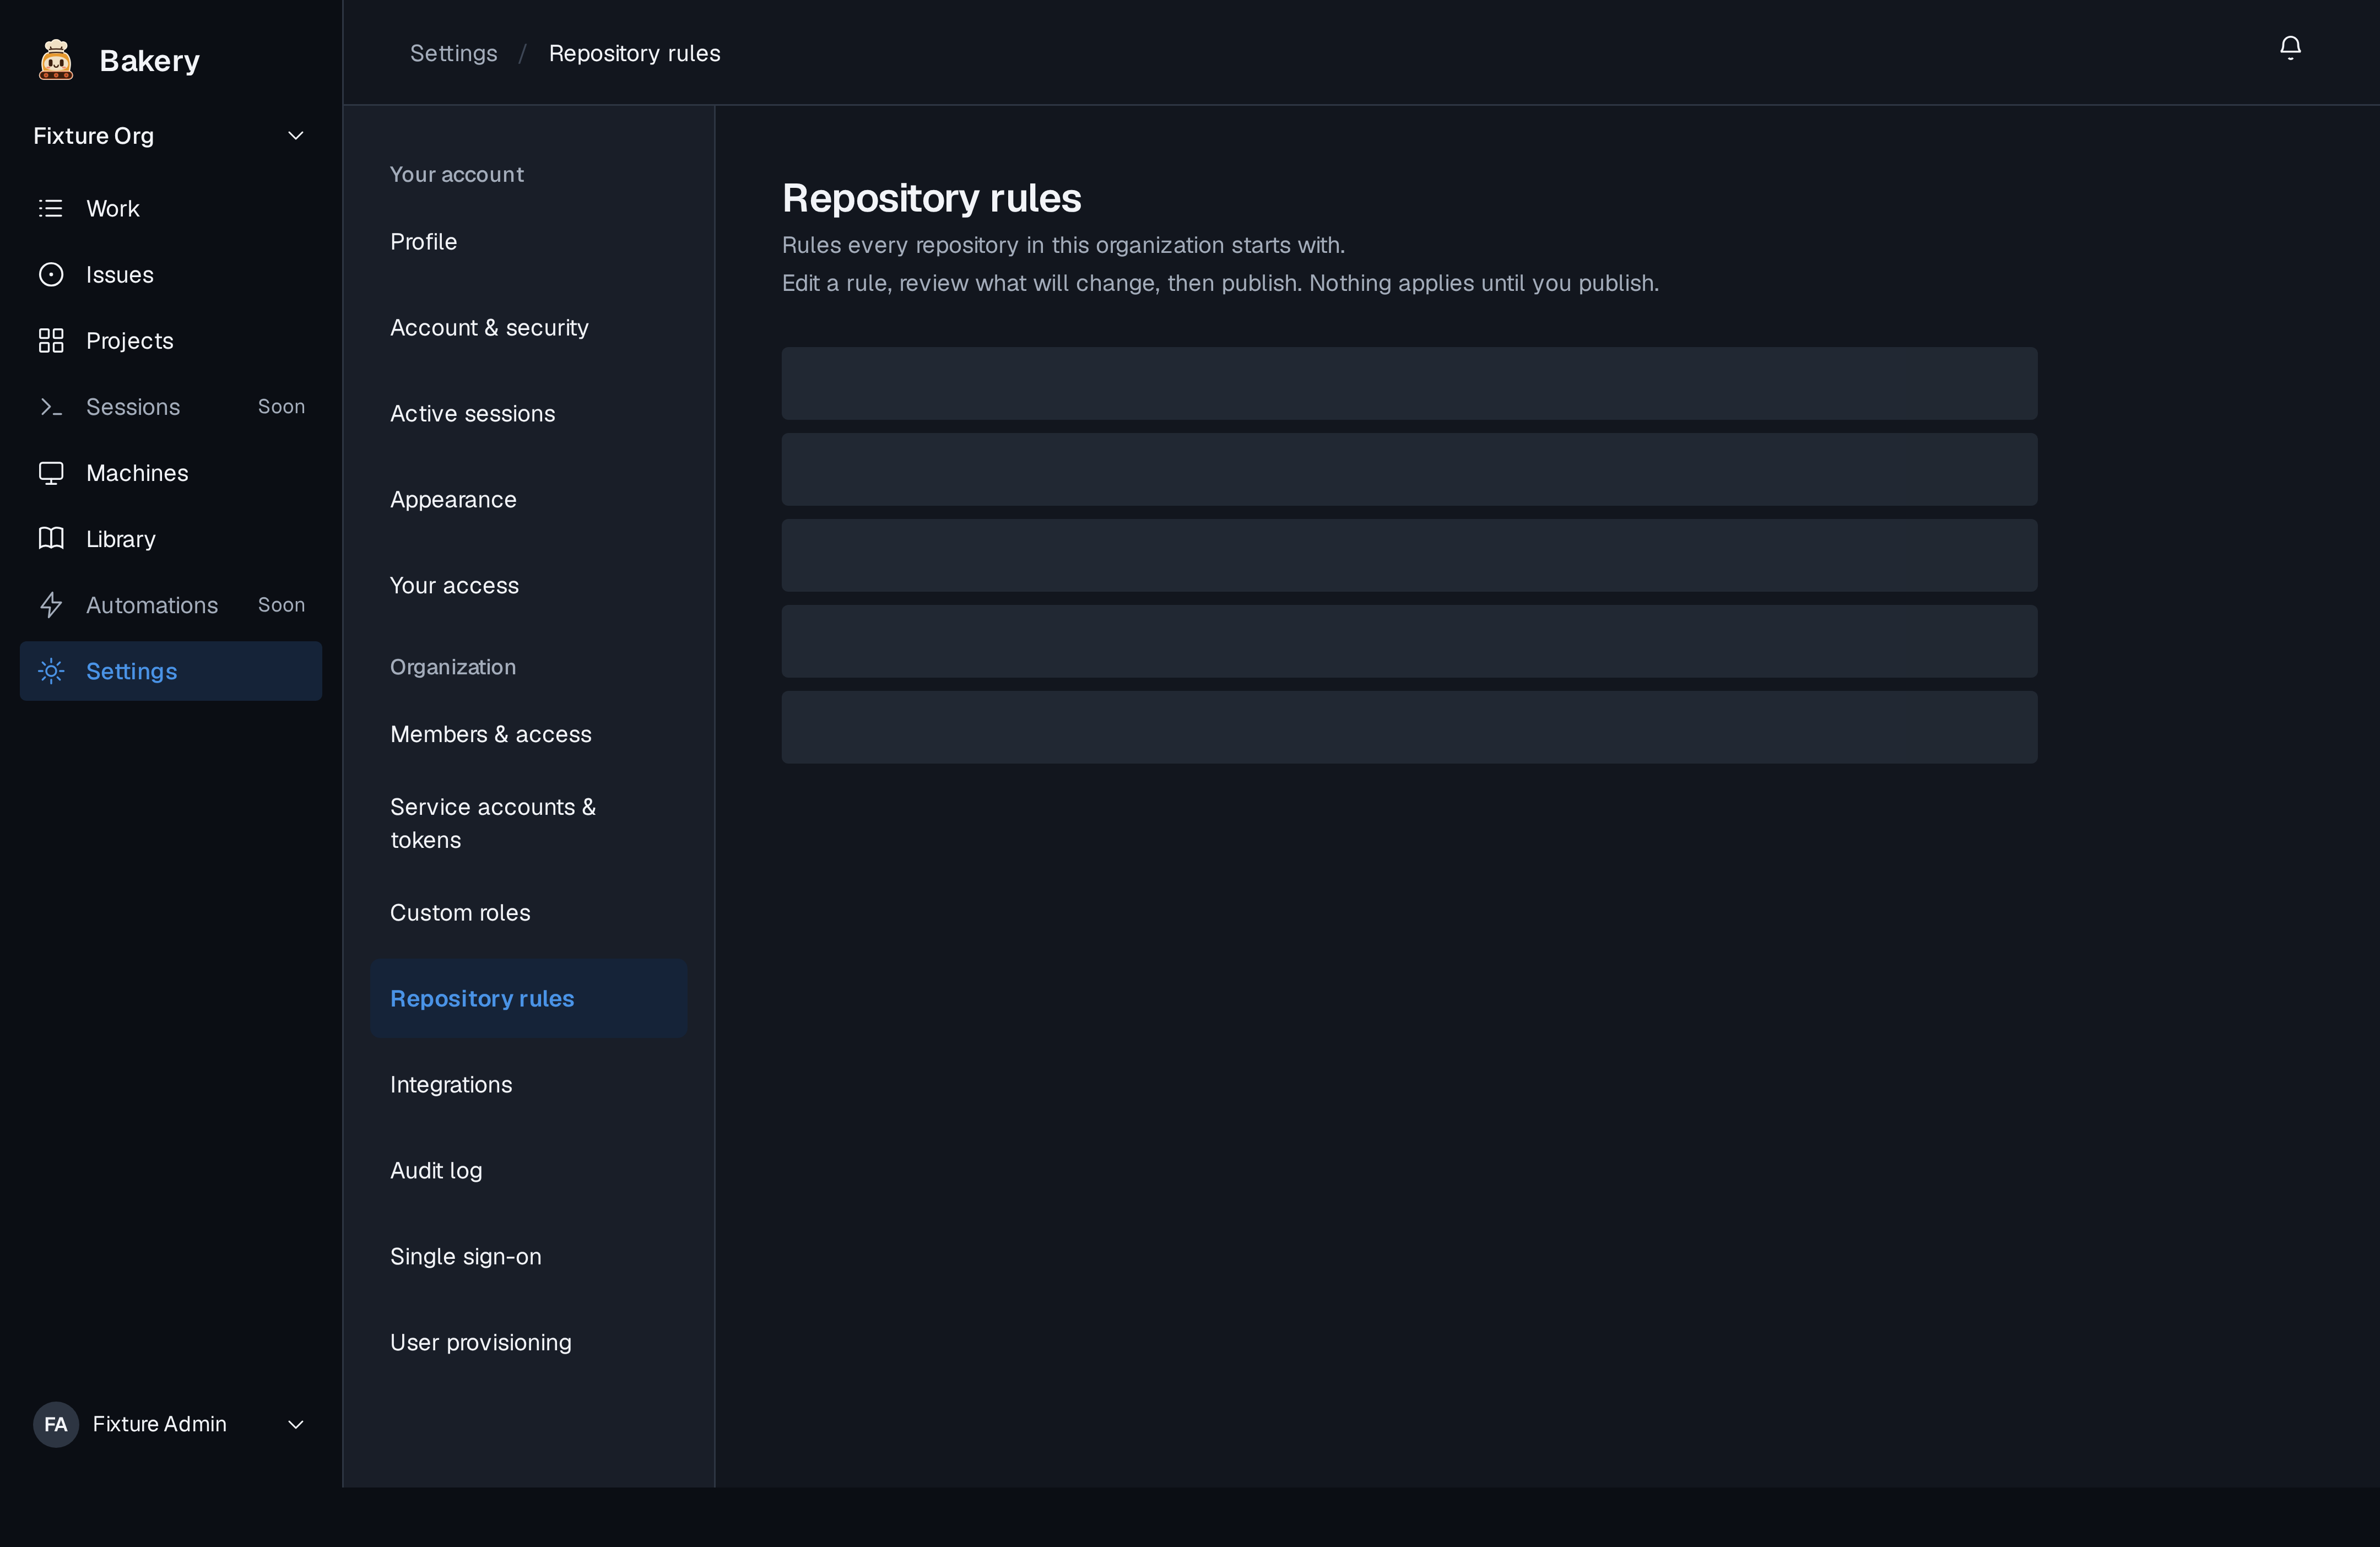 Bakery
Fixture Org
Work
Issues
Projects
Sessions Soon
Machines
Library
Automations Soon
Settings
FA Fixture Admin
Settings / Repository rules
Your account
Profile
Account & security
Active sessions
Appearance
Your access
Organization
Members & access
Service accounts &
tokens
Custom roles
Repository rules
Integrations
Audit log
Single sign-on
User provisioning
Repository rules
Rules every repository in this organization starts with.
Edit a rule, review what will change, then publish. Nothing applies until you publish.